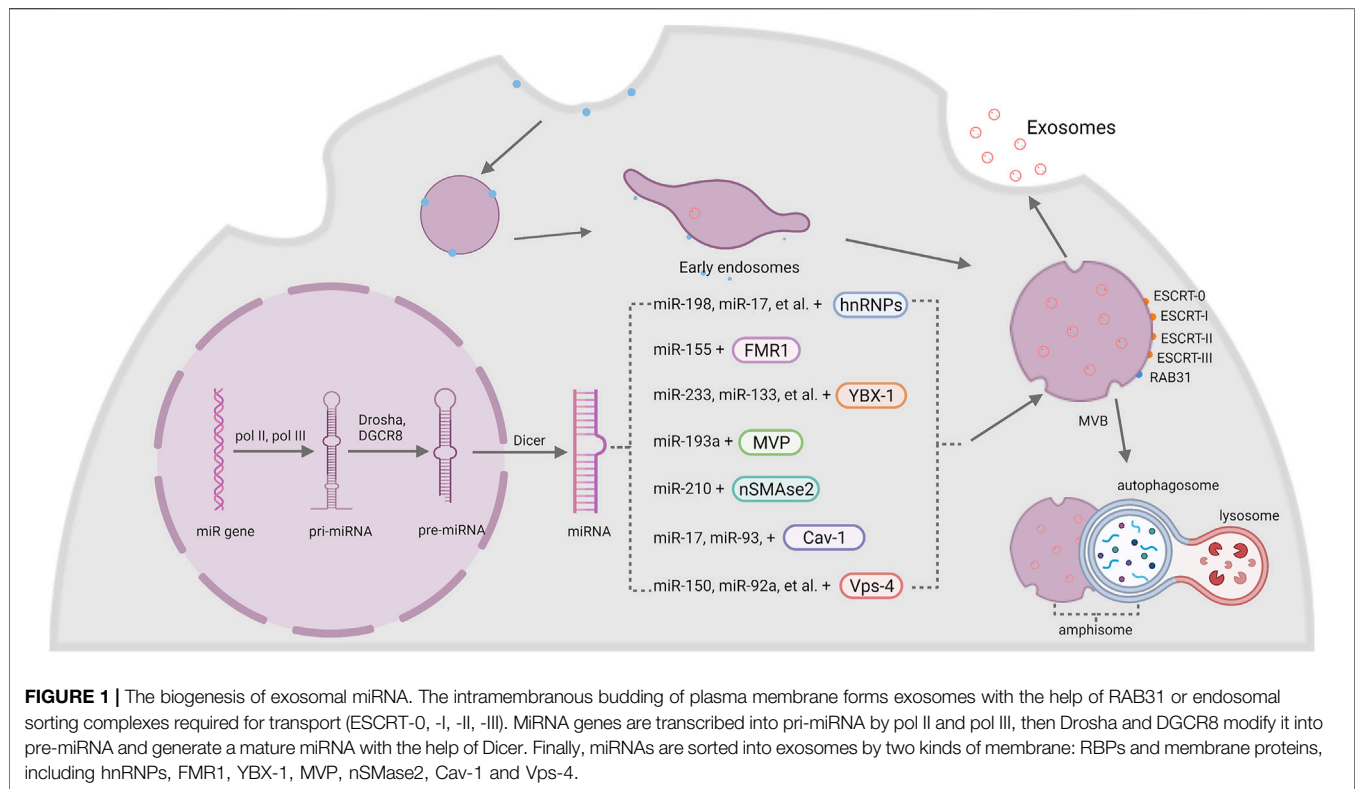 Exosomes
Early endosomes
ESCRT-0
ESCRT-I
ESCRT-II
ESCRT-III
RAB31
MVB
miR-198, miR-17, et al. + hnRNPs
miR-155 + FMR1
miR-233, miR-133, et al. + YBX-1
miR-193a + MVP
miR-210 + nSMAse2
miR-17, miR-93, + Cav-1
miR-150, miR-92a, et al. + Vps-4
pol II, pol III
Drosha,
DGCR8
Dicer
miR gene
pri-miRNA
pre-miRNA
miRNA
autophagosome
lysosome
amphisome
FIGURE 1 | The biogenesis of exosomal miRNA. The intramembranous budding of plasma membrane forms exosomes with the help of RAB31 or endosomal
sorting complexes required for transport (ESCRT-0, -I, -II, -III). MiRNA genes are transcribed into pri-miRNA by pol II and pol III, then Drosha and DGCR8 modify it into
pre-miRNA and generate a mature miRNA with the help of Dicer. Finally, miRNAs are sorted into exosomes by two kinds of membrane: RBPs and membrane proteins,
including hnRNPs, FMR1, YBX-1, MVP, nSMase2, Cav-1 and Vps-4.